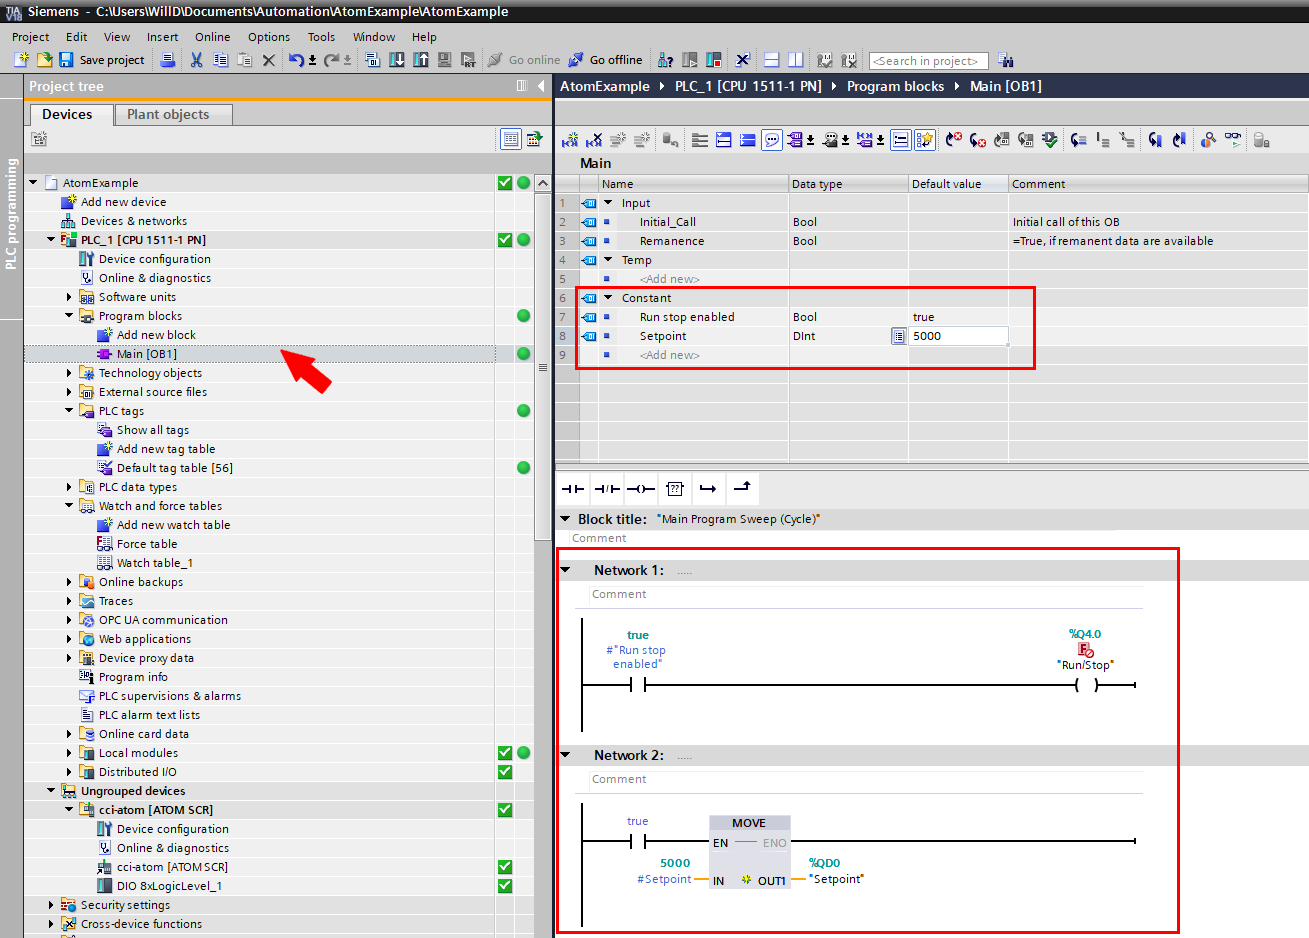 TIA V18 Siemens - C:\Users\WillD\Documents\Automation\AtomExample\AtomExample
Project Edit View Insert Online Options Tools Window Help
Save project Go online Go offline <Search in project>
Project tree
Devices Plant objects
PLC programming
AtomExample
Add new device
Devices & networks
PLC_1 [CPU 1511-1 PN]
Device configuration
Online & diagnostics
Software units
Program blocks
Add new block
Main [OB1]
Technology objects
External source files
PLC tags
Show all tags
Add new tag table
Default tag table [56]
PLC data types
Watch and force tables
Add new watch table
Force table
Watch table_1
Online backups
Traces
OPC UA communication
Web applications
Device proxy data
Program info
PLC supervisions & alarms
PLC alarm text lists
Online card data
Local modules
Distributed I/O
Ungrouped devices
cci-atom [ATOM SCR]
Device configuration
Online & diagnostics
cci-atom [ATOM SCR]
DIO 8xLogicLevel_1
Security settings
Cross-device functions
AtomExample PLC_1 [CPU 1511-1 PN] Program blocks Main [OB1]
Main
Name Data type Default value Comment
1 Input
2 Initial_Call Bool Initial call of this OB
3 Remanence Bool =True, if remanent data are available
4 Temp
5 <Add new>
6 Constant
7 Run stop enabled Bool true
8 Setpoint DInt 5000
9 <Add new>
??
Block title: "Main Program Sweep (Cycle)"
Comment
Network 1: .....
Comment
true %Q4.0
#"Run stop F
enabled" "Run/Stop"
Network 2: .....
Comment
true MOVE
EN ENO
5000 %QD0
#Setpoint IN OUT1 "Setpoint"